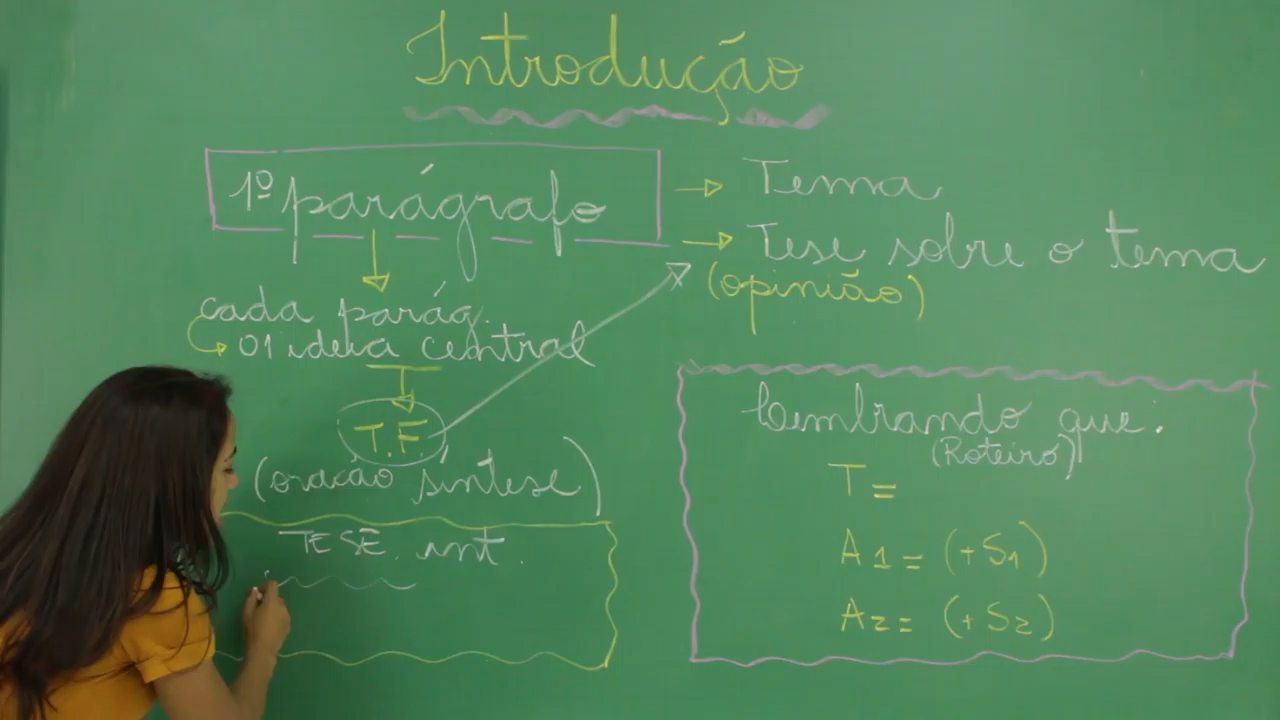 Introdução
1º parágrafo
Tema
Tese sobre o tema
(opinião)
cada parág.
01 ideia central
T.F
(oração síntese)
TESE. int.
Lembrando que:
(Roteiro)
T=
A1= (+S1)
A2= (+S2)